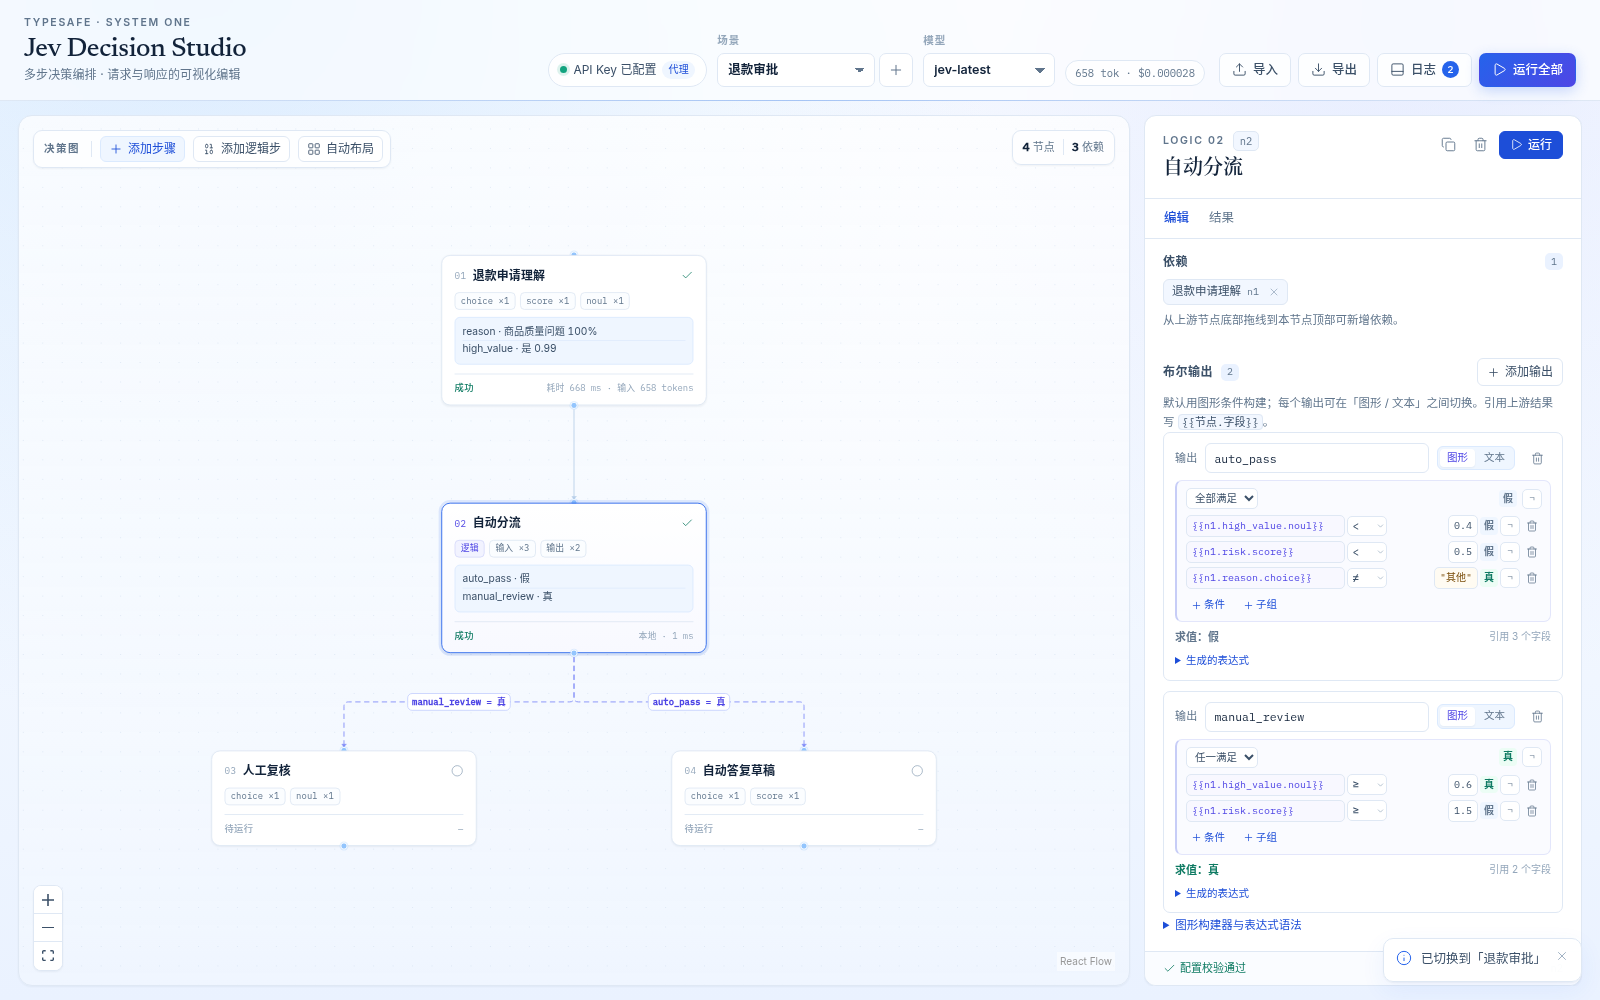 TYPESAFE · SYSTEM ONE
Jev Decision Studio
多步决策编排 · 请求与响应的可视化编辑
API Key 已配置 代理
场景
退款审批
模型
jev-latest
658 tok · $0.000028
导入
导出
日志 2
运行全部
决策图
添加步骤
添加逻辑步
自动布局
4 节点 3 依赖
01 退款申请理解
choice ×1 score ×1 noul ×1
reason · 商品质量问题 100%
high_value · 是 0.99
成功 耗时 668 ms · 输入 658 tokens
02 自动分流
逻辑 输入 ×3 输出 ×2
auto_pass · 假
manual_review · 真
成功 本地 · 1 ms
manual_review = 真
auto_pass = 真
03 人工复核
choice ×1 noul ×1
待运行 —
04 自动答复草稿
choice ×1 score ×1
待运行 —
React Flow
LOGIC 02 n2
自动分流
运行
编辑 结果
依赖 1
退款申请理解 n1 ×
从上游节点底部拖线到本节点顶部可新增依赖。
布尔输出 2
添加输出
默认用图形条件构建；每个输出可在「图形 / 文本」之间切换。引用上游结果
写 {{节点.字段}}。
输出 auto_pass 图形 文本
全部满足 假 ¬
{{n1.high_value.noul}} < 0.4 假 ¬
{{n1.risk.score}} < 0.5 假 ¬
{{n1.reason.choice}} ≠ "其他" 真 ¬
+ 条件 + 子组
求值：假 引用 3 个字段
生成的表达式
输出 manual_review 图形 文本
任一满足 真 ¬
{{n1.high_value.noul}} ≥ 0.6 真 ¬
{{n1.risk.score}} ≥ 1.5 假 ¬
+ 条件 + 子组
求值：真 引用 2 个字段
生成的表达式
图形构建器与表达式语法
配置校验通过
已切换到「退款审批」